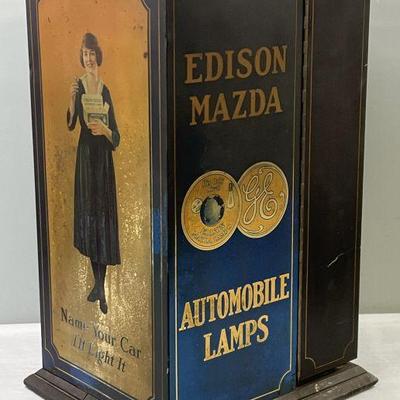 Name Your Car
I'll Light It
EDISON
MAZDA
GE
AUTOMOBILE
LAMPS